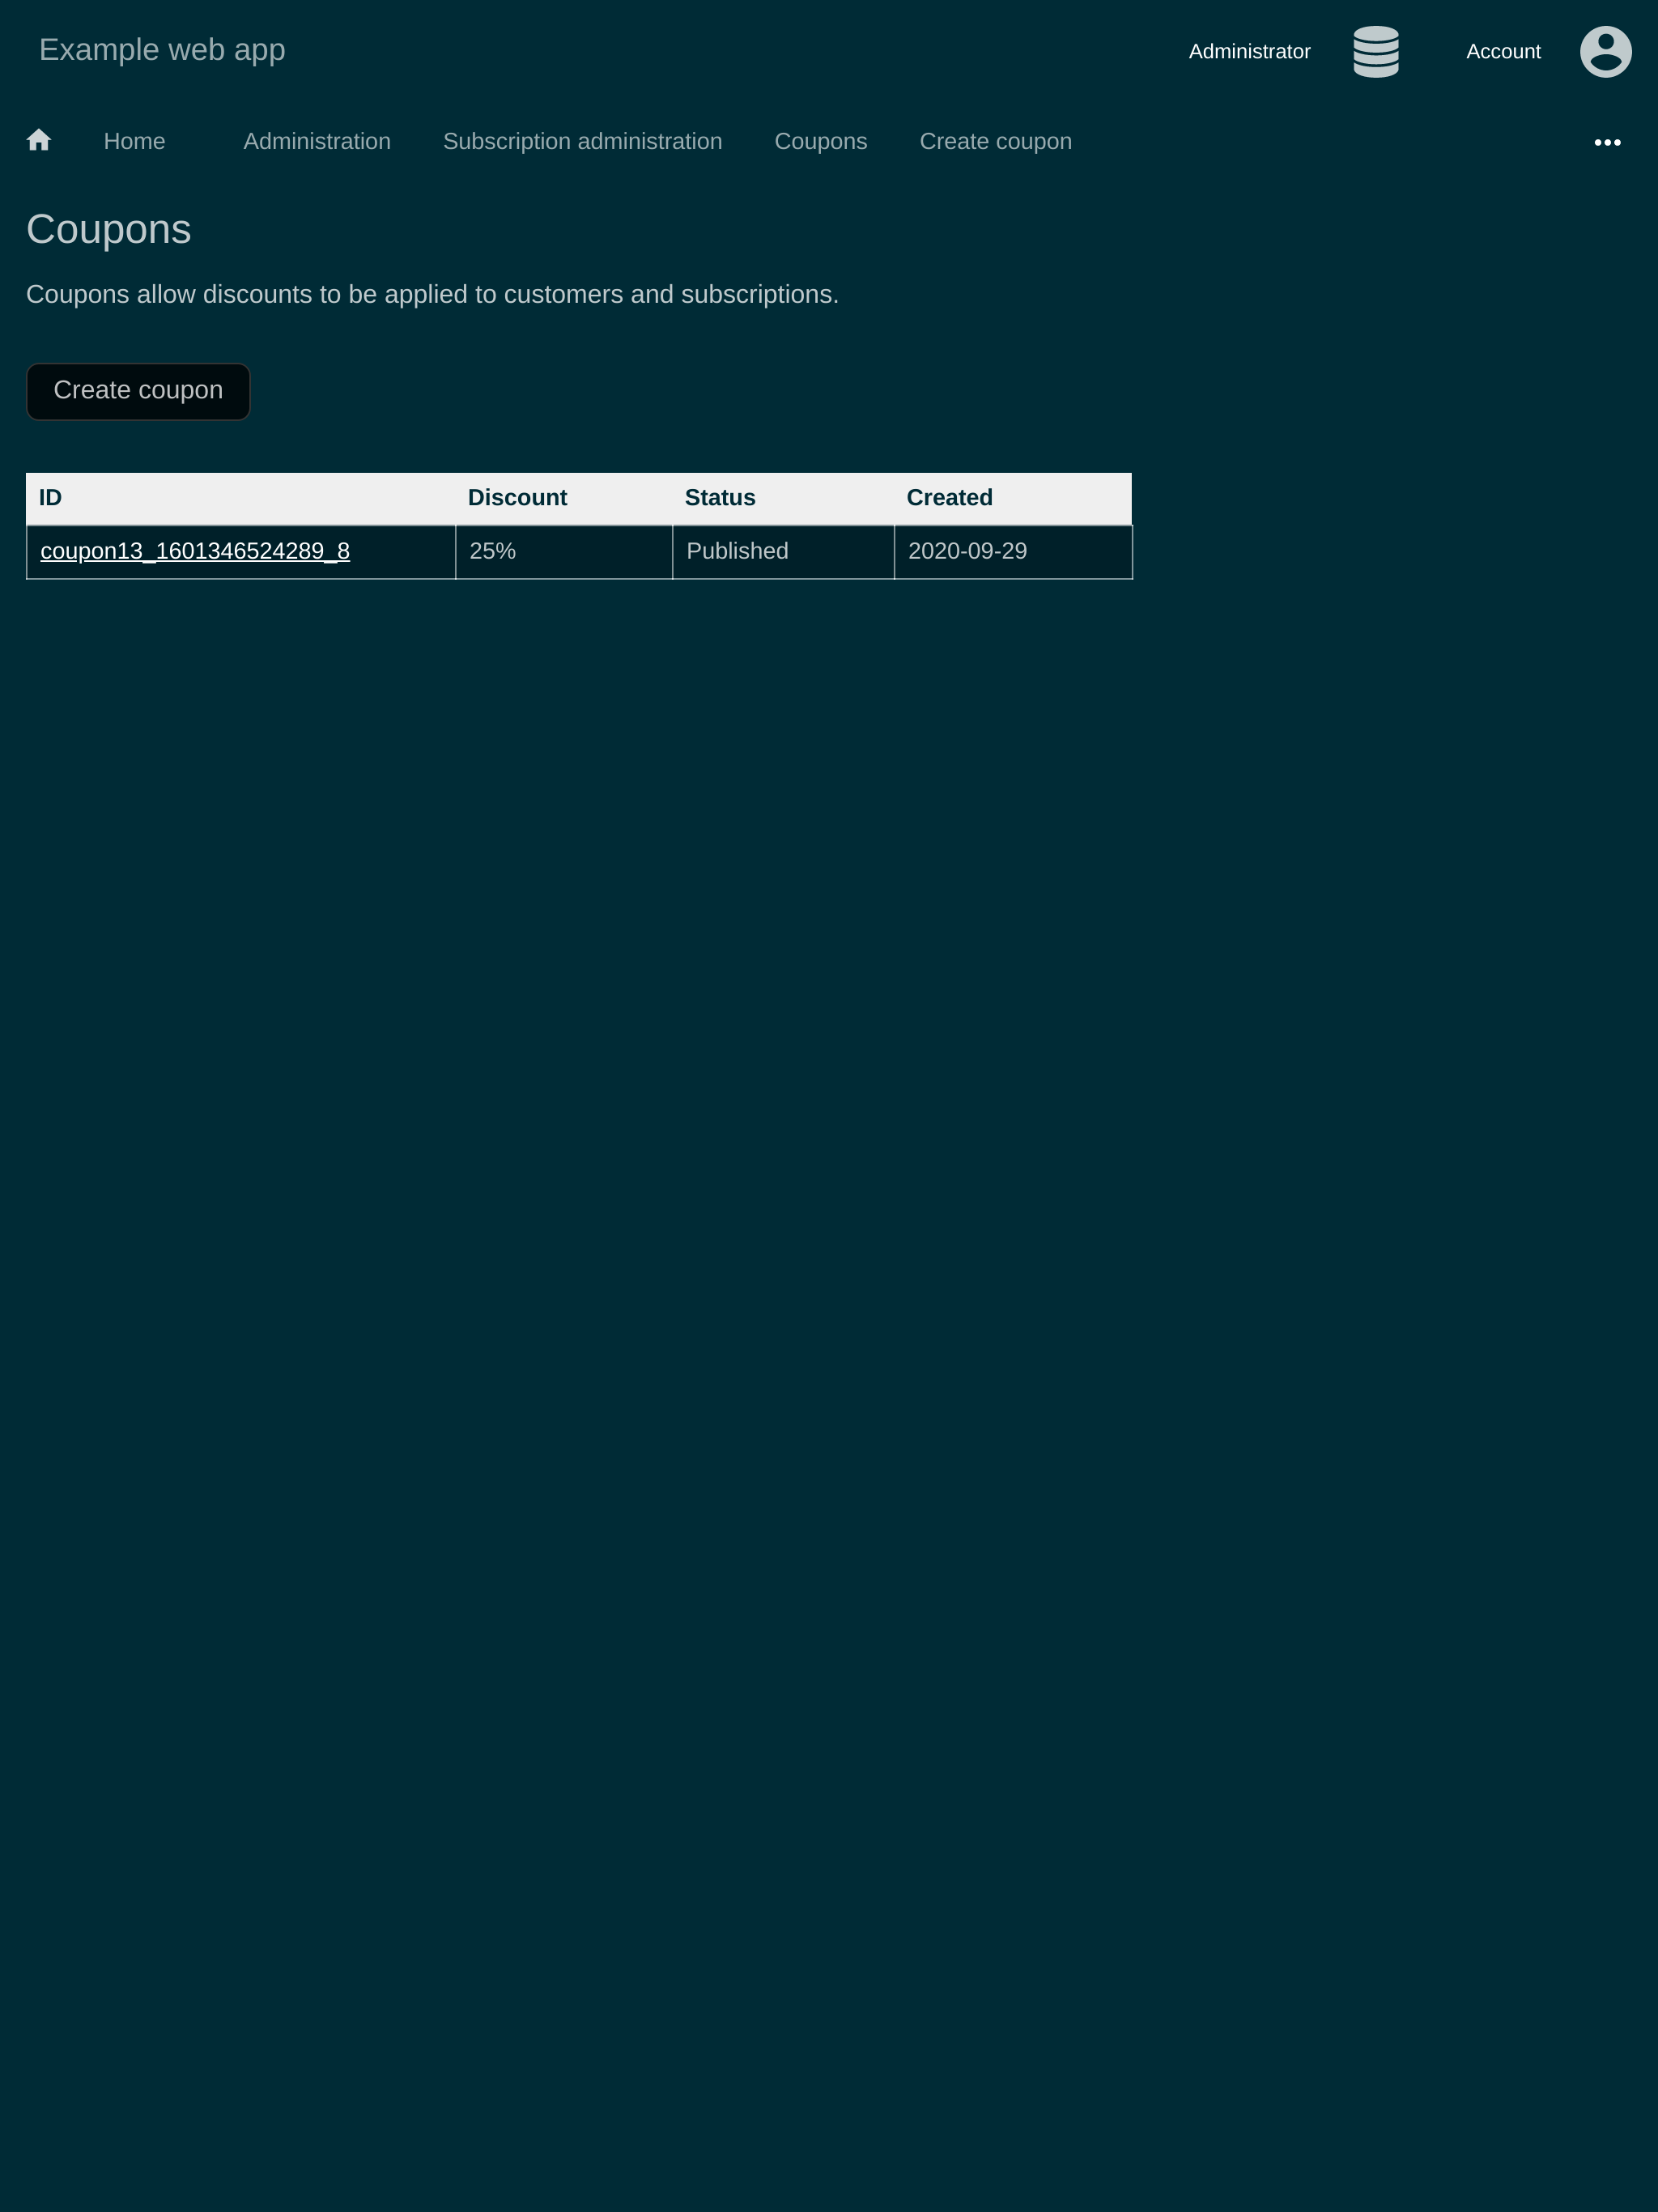 Example web app
Administrator Account
Home Administration Subscription administration Coupons Create coupon
Coupons
Coupons allow discounts to be applied to customers and subscriptions.
Create coupon
ID Discount Status Created
coupon13_1601346524289_8 25% Published 2020-09-29